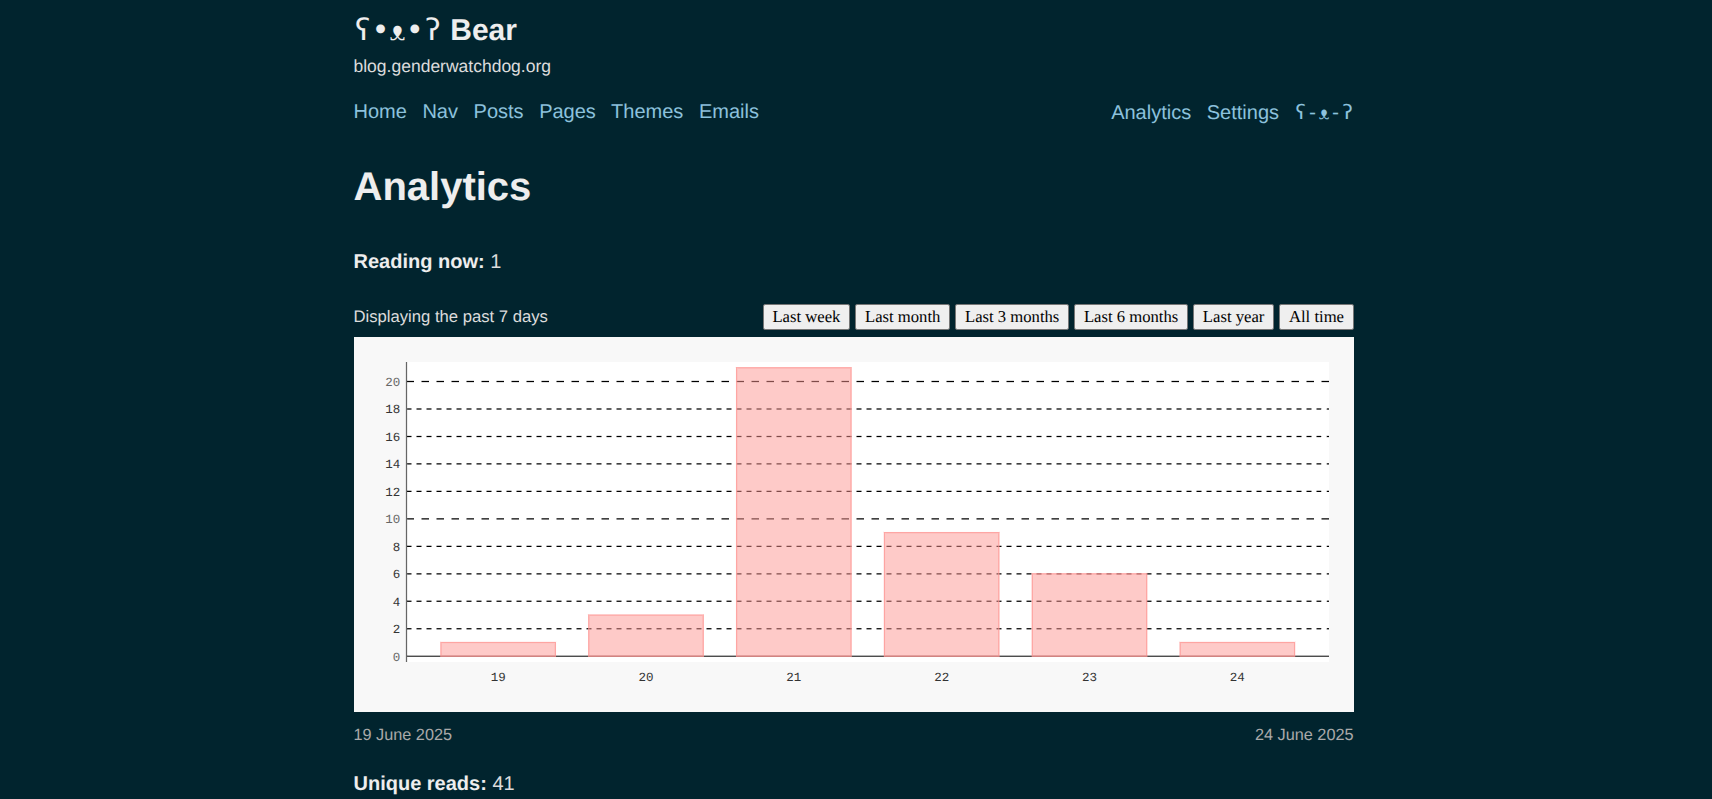 ʕ•ᴥ•ʔ Bear
blog.genderwatchdog.org
Home Nav Posts Pages Themes Emails Analytics Settings ʕ-ᴥ-ʔ
Analytics
Reading now: 1
Displaying the past 7 days Last week Last month Last 3 months Last 6 months Last year All time
20
18
16
14
12
10
8
6
4
2
0
19 20 21 22 23 24
19 June 2025 24 June 2025
Unique reads: 41